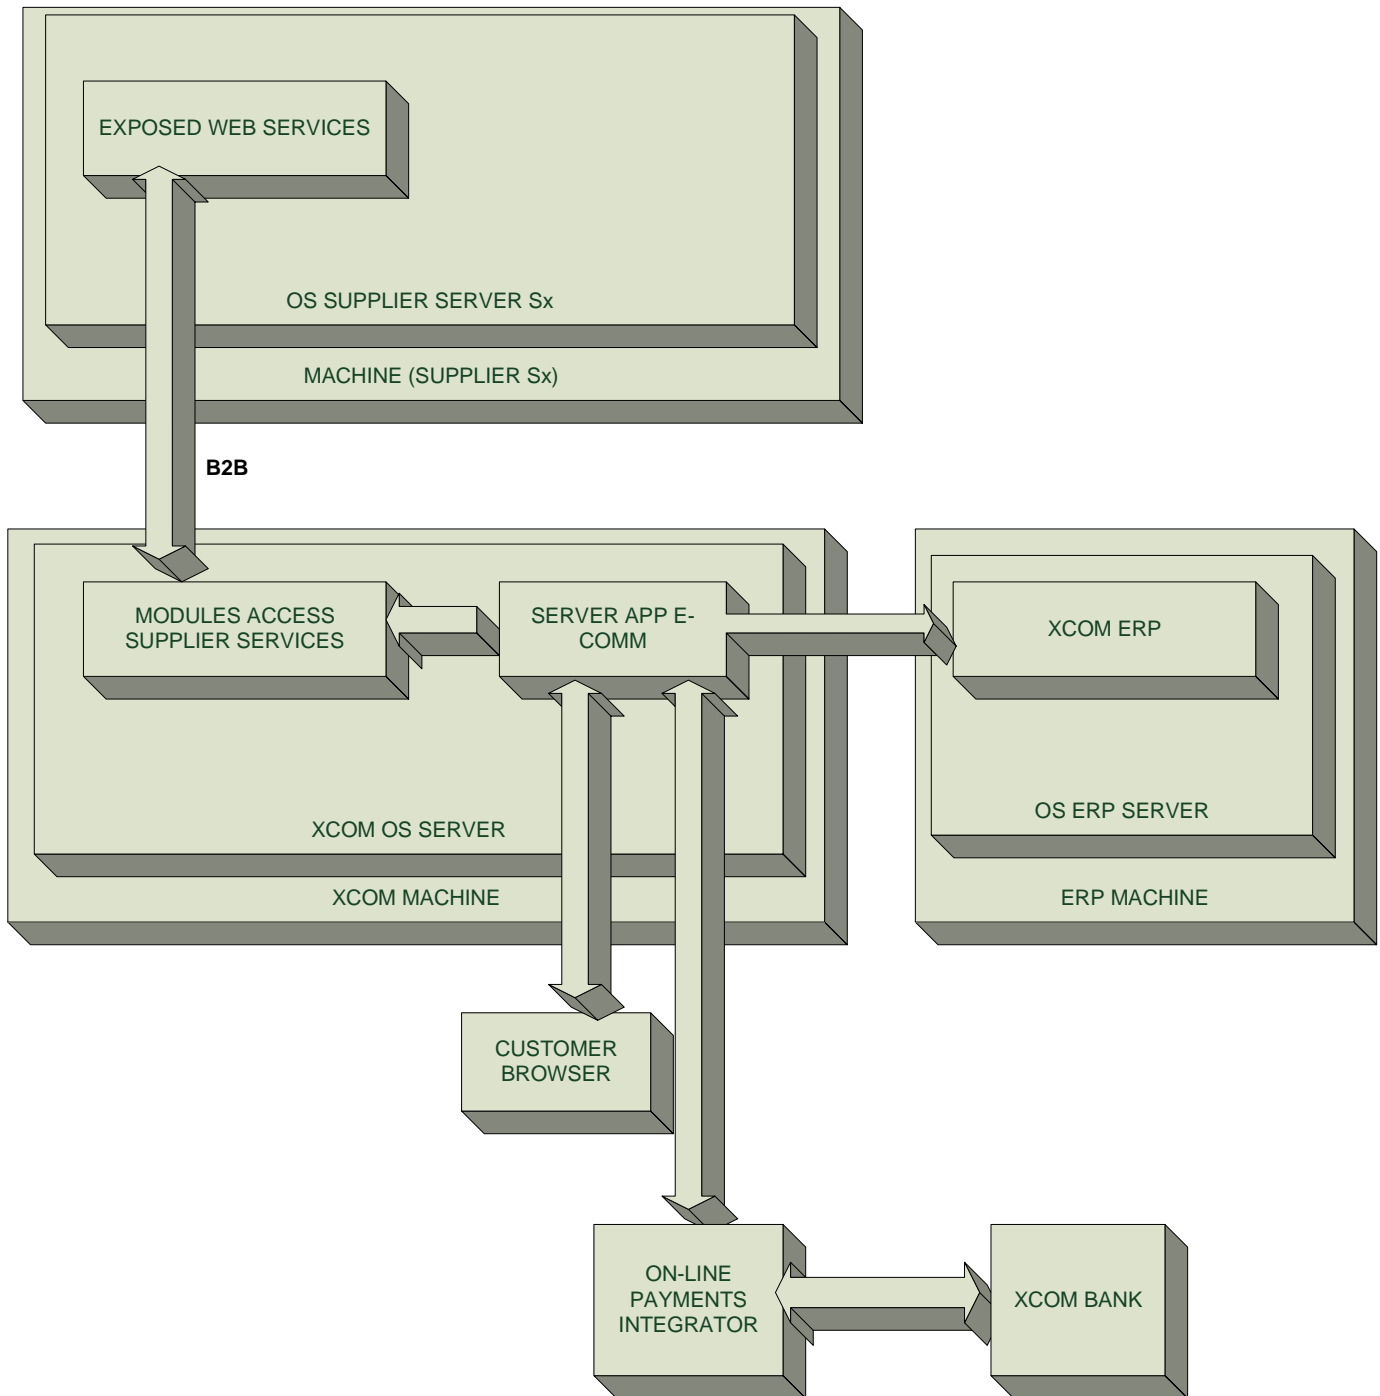 EXPOSED WEB SERVICES
OS SUPPLIER SERVER Sx
MACHINE (SUPPLIER Sx)
B2B
MODULES ACCESS
SUPPLIER SERVICES
SERVER APP E-
COMM
XCOM ERP
XCOM OS SERVER
OS ERP SERVER
XCOM MACHINE
ERP MACHINE
CUSTOMER
BROWSER
ON-LINE
PAYMENTS
INTEGRATOR
XCOM BANK